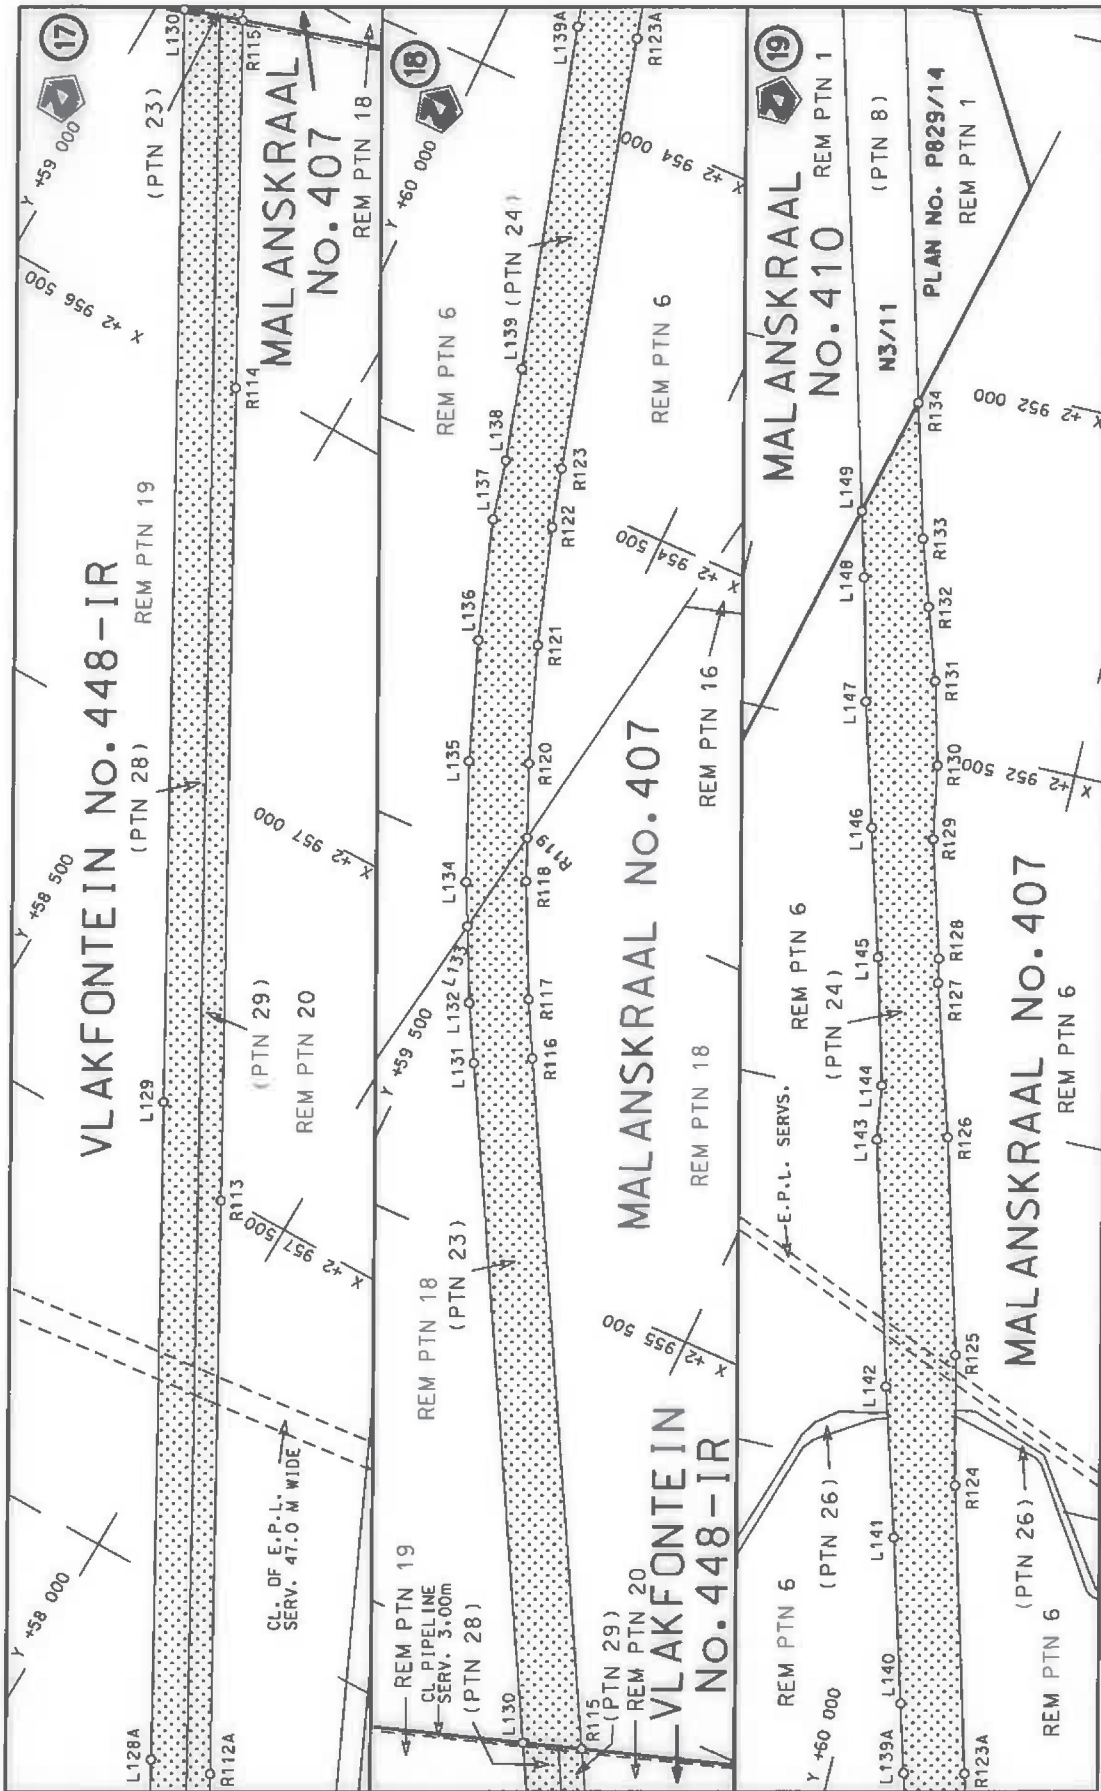 17
L130
R115
(PTN 23)
Y +59 000
X +2 956 500
MALANSKRAAL
No.407
REM PTN 18
R114
REM PTN 19
VLAKFONTEIN No.448-IR
(PTN 28)
Y +58 500
X +2 957 000
(PTN 29)
REM PTN 20
L129
R113
X +2 957 500
CL. OF E.P.L.
SERV. 47.0 M WIDE
Y +58 000
L128A
R112A
18
L139A
R123A
Y +60 000
X +2 954 000
(PTN 24)
REM PTN 6
REM PTN 6
L139
L138
L137
R123
R122
X +2 954 500
L136
R121
REM PTN 16
L135
R120
L134
R119
R118
L133
L132
R117
L131
R116
Y +59 500
MALANSKRAAL No.407
REM PTN 18
(PTN 23)
REM PTN 18
X +2 955 500
REM PTN 19
CL PIPELINE
SERV. 3.00m
(PTN 28)
L130
R115
(PTN 29)
REM PTN 20
VLAKFONTEIN
No.448-IR
19
REM PTN 1
MALANSKRAAL
No.410
(PTN 8)
N3/11
PLAN No. P829/14
REM PTN 1
X +2 952 000
R134
L149
R133
L148
R132
L147
R131
R130
X +2 952 500
L146
R129
REM PTN 6
(PTN 24)
L145
R128
R127
MALANSKRAAL No.407
REM PTN 6
L144
L143
R126
E.P.L. SERVS.
R125
L142
(PTN 26)
R124
(PTN 26)
L141
REM PTN 6
REM PTN 6
L140
Y +60 000
L139A
R123A